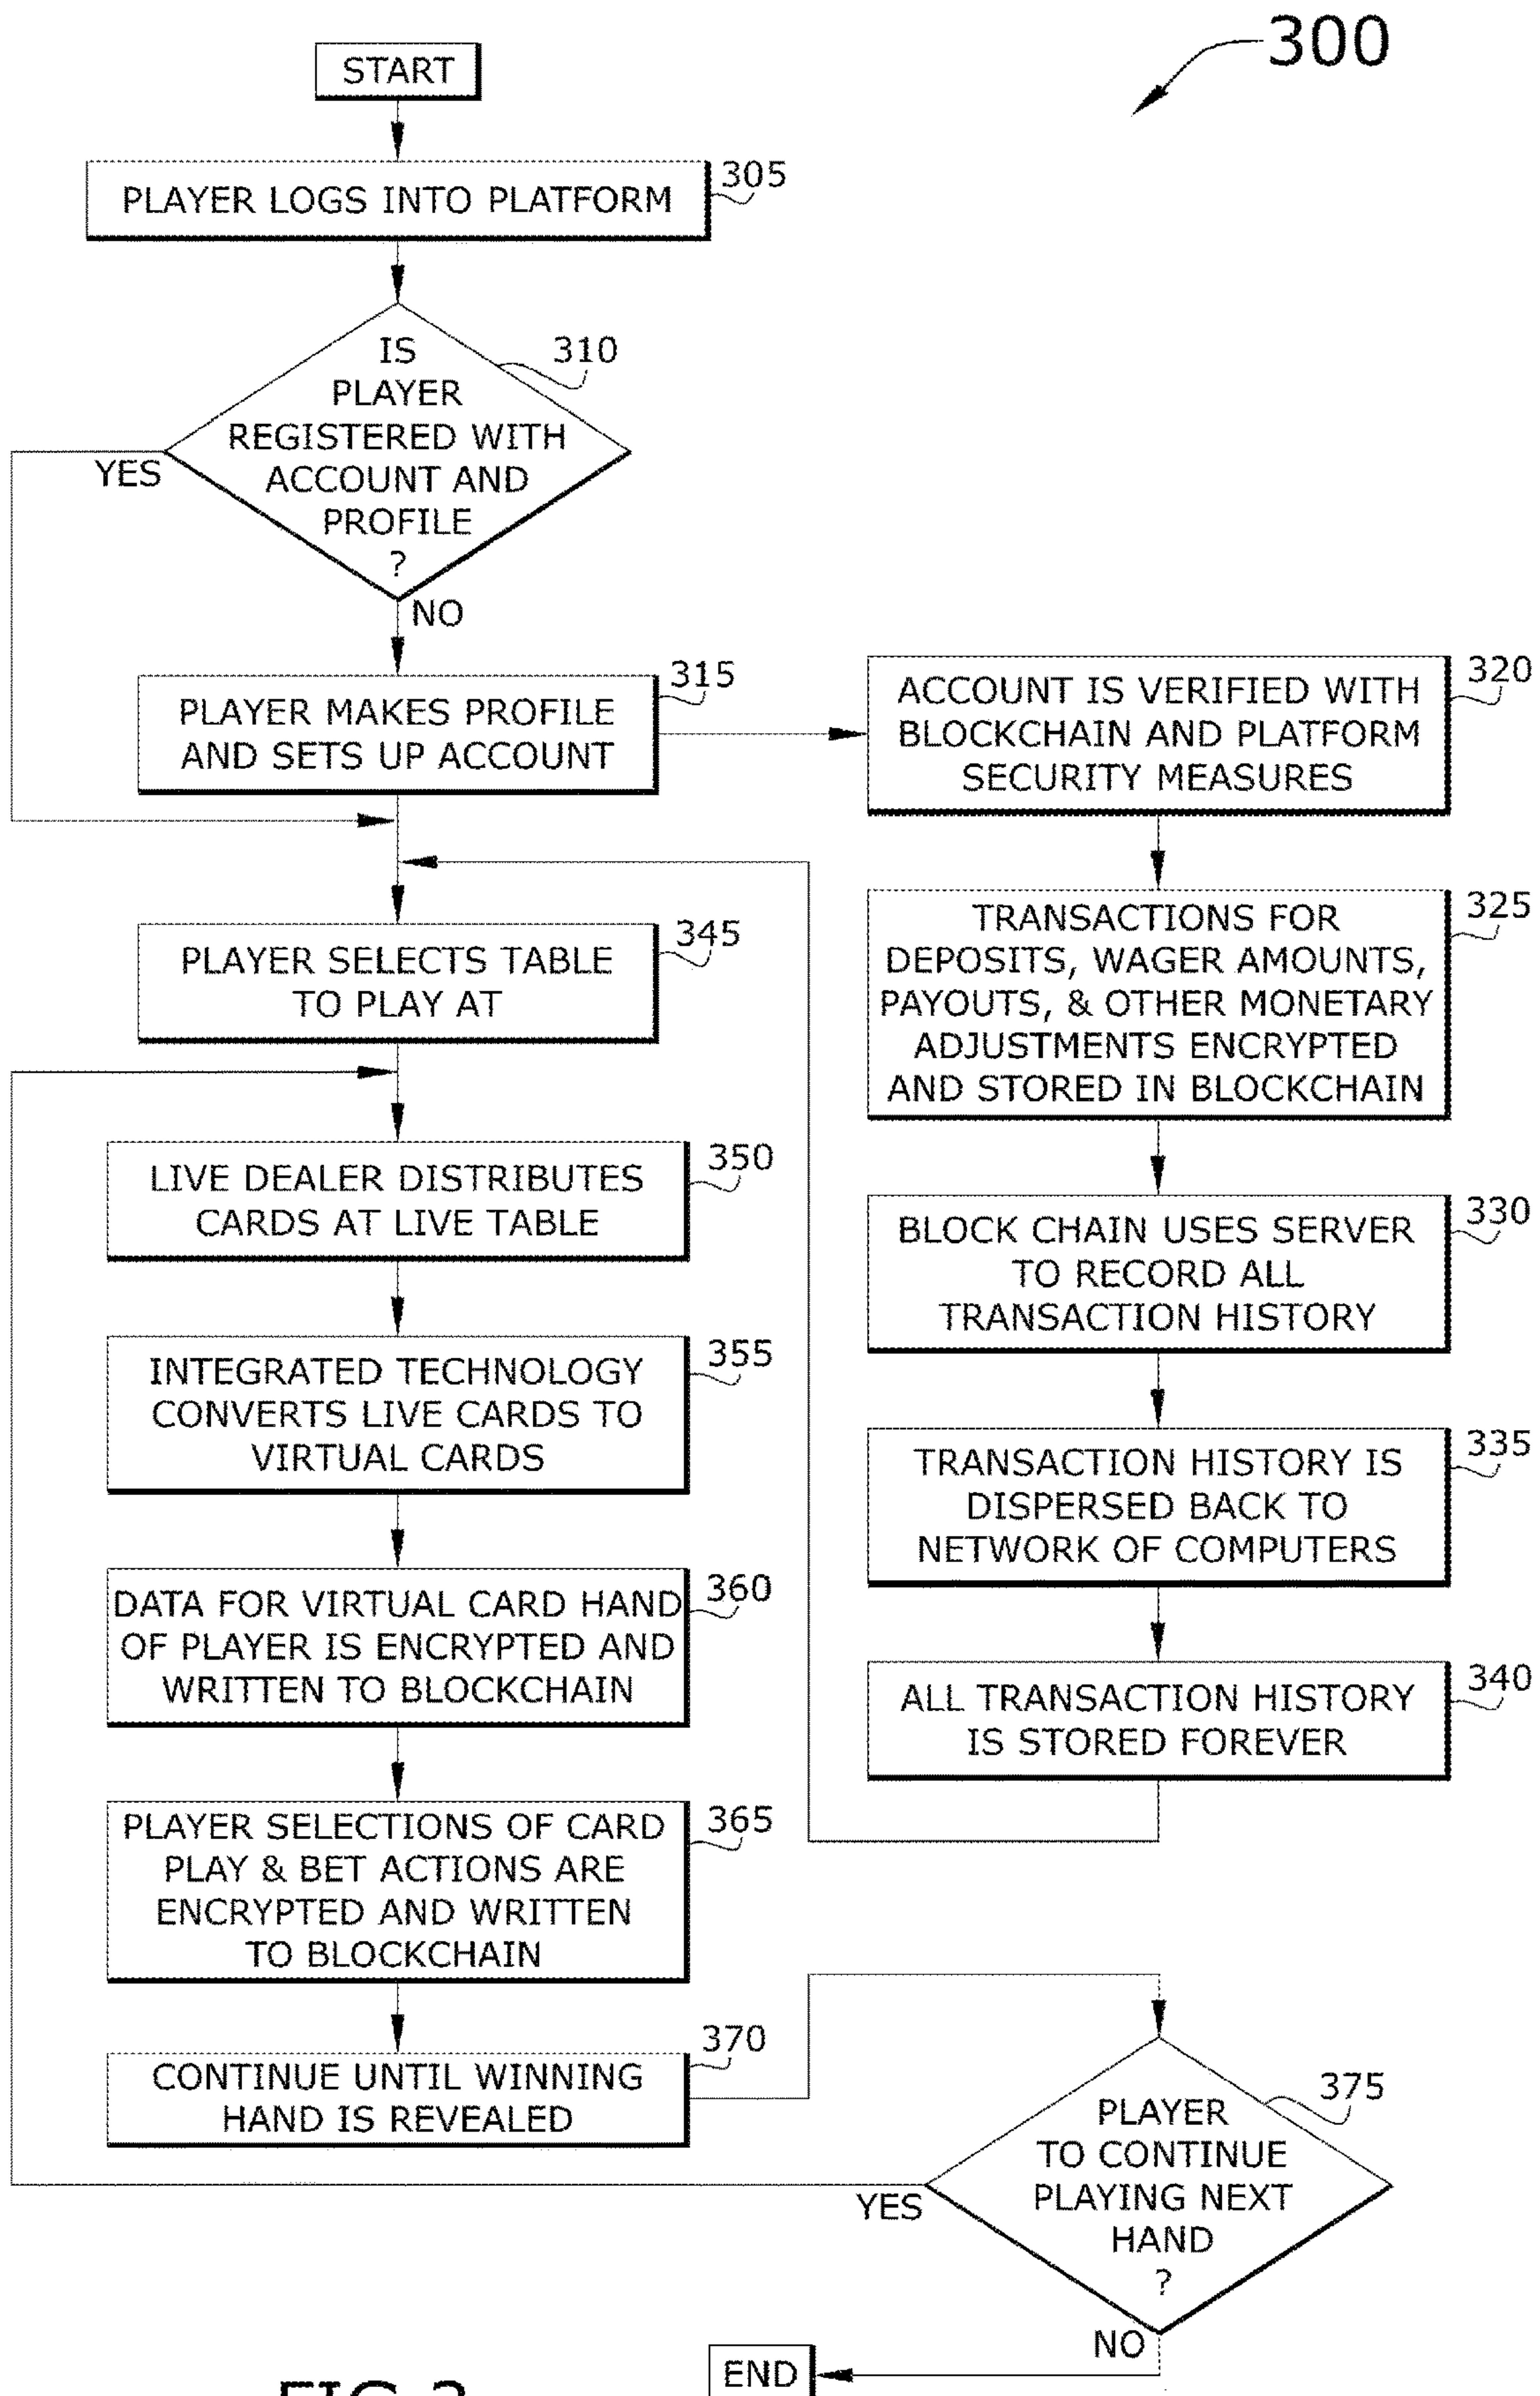 300
START
PLAYER LOGS INTO PLATFORM
305
IS
PLAYER
REGISTERED WITH
ACCOUNT AND
PROFILE
?
310
YES
NO
PLAYER MAKES PROFILE
AND SETS UP ACCOUNT
315
ACCOUNT IS VERIFIED WITH
BLOCKCHAIN AND PLATFORM
SECURITY MEASURES
320
TRANSACTIONS FOR
DEPOSITS, WAGER AMOUNTS,
PAYOUTS, & OTHER MONETARY
ADJUSTMENTS ENCRYPTED
AND STORED IN BLOCKCHAIN
325
BLOCK CHAIN USES SERVER
TO RECORD ALL
TRANSACTION HISTORY
330
TRANSACTION HISTORY IS
DISPERSED BACK TO
NETWORK OF COMPUTERS
335
ALL TRANSACTION HISTORY
IS STORED FOREVER
340
PLAYER SELECTS TABLE
TO PLAY AT
345
LIVE DEALER DISTRIBUTES
CARDS AT LIVE TABLE
350
INTEGRATED TECHNOLOGY
CONVERTS LIVE CARDS TO
VIRTUAL CARDS
355
DATA FOR VIRTUAL CARD HAND
OF PLAYER IS ENCRYPTED AND
WRITTEN TO BLOCKCHAIN
360
PLAYER SELECTIONS OF CARD
PLAY & BET ACTIONS ARE
ENCRYPTED AND WRITTEN
TO BLOCKCHAIN
365
CONTINUE UNTIL WINNING
HAND IS REVEALED
370
PLAYER
TO CONTINUE
PLAYING NEXT
HAND
?
375
YES
NO
END
FIG.3